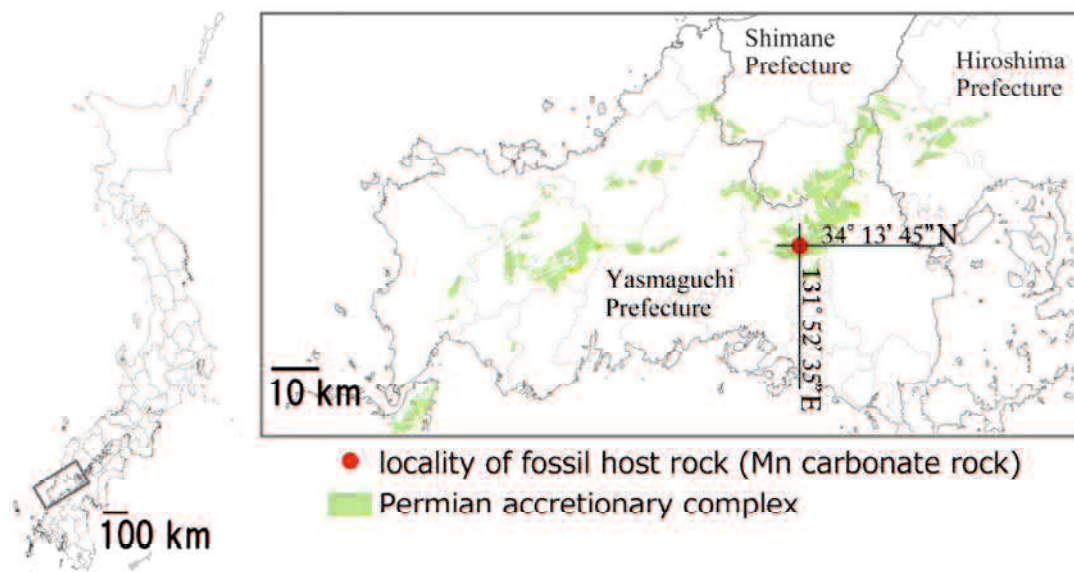 Shimane
Prefecture
Hiroshima
Prefecture
34° 13' 45"N
131° 52' 35"E
Yasmaguchi
Prefecture
10 km
100 km
locality of fossil host rock (Mn carbonate rock)
Permian accretionary complex